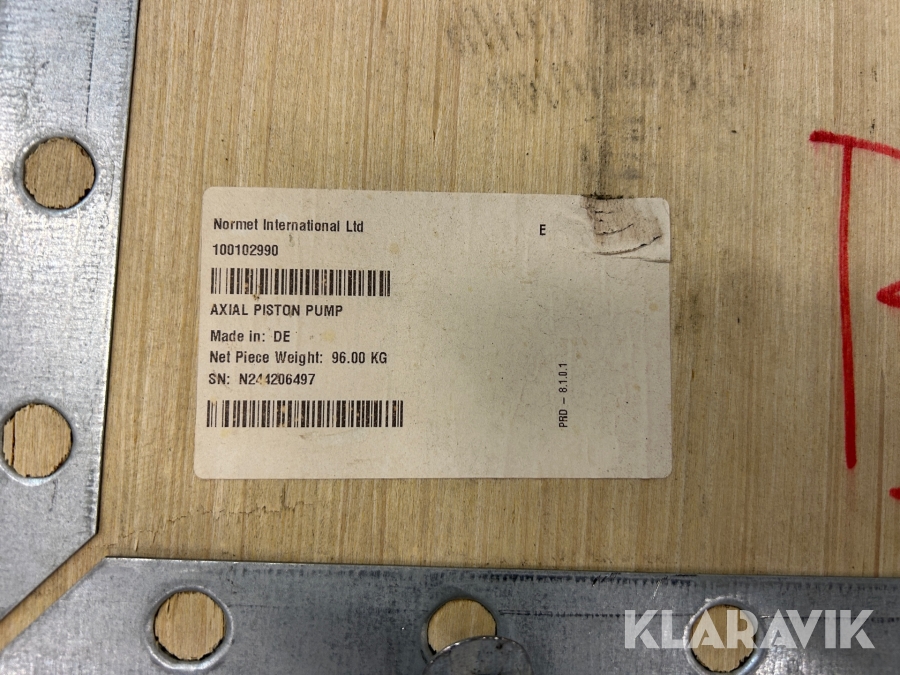 Normet International Ltd
E
100102990
AXIAL PISTON PUMP
Made in: DE
Net Piece Weight: 96.00 KG
SN: N244206497
PRD - 8.1.0.1
KLARAVIK